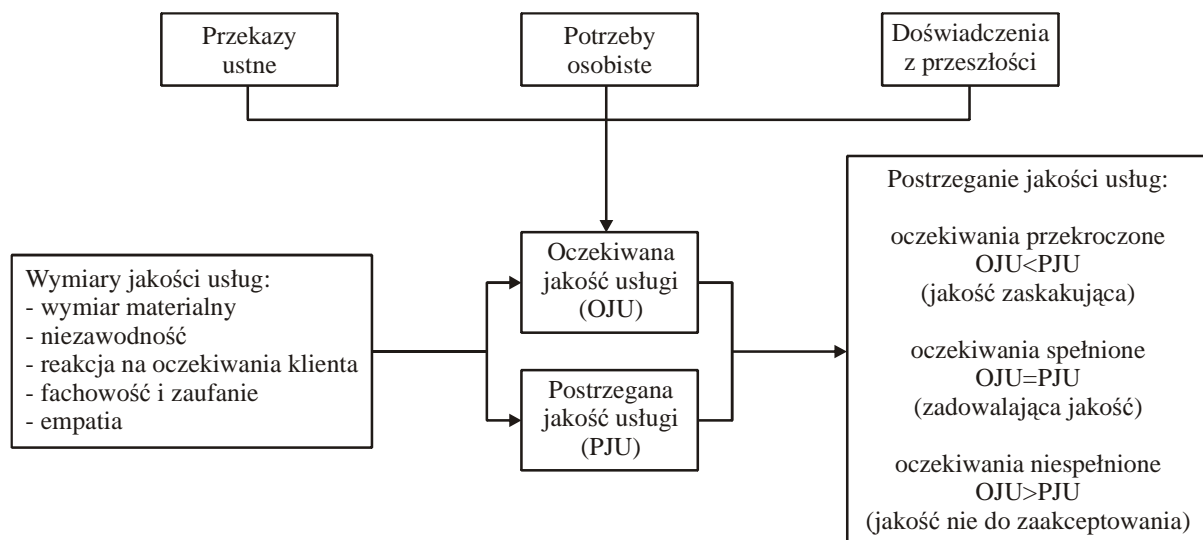 Przekazy
ustne
Potrzeby
osobiste
Doświadczenia
z przeszłości
Wymiary jakości usług:
- wymiar materialny
- niezawodność
- reakcja na oczekiwania klienta
- fachowość i zaufanie
- empatia
Oczekiwana
jakość usługi
(OJU)
Postrzegana
jakość usługi
(PJU)
Postrzeganie jakości usług:
oczekiwania przekroczone
OJU<PJU
(jakość zaskakująca)
oczekiwania spełnione
OJU=PJU
(zadowalająca jakość)
oczekiwania niespełnione
OJU>PJU
(jakość nie do zaakceptowania)